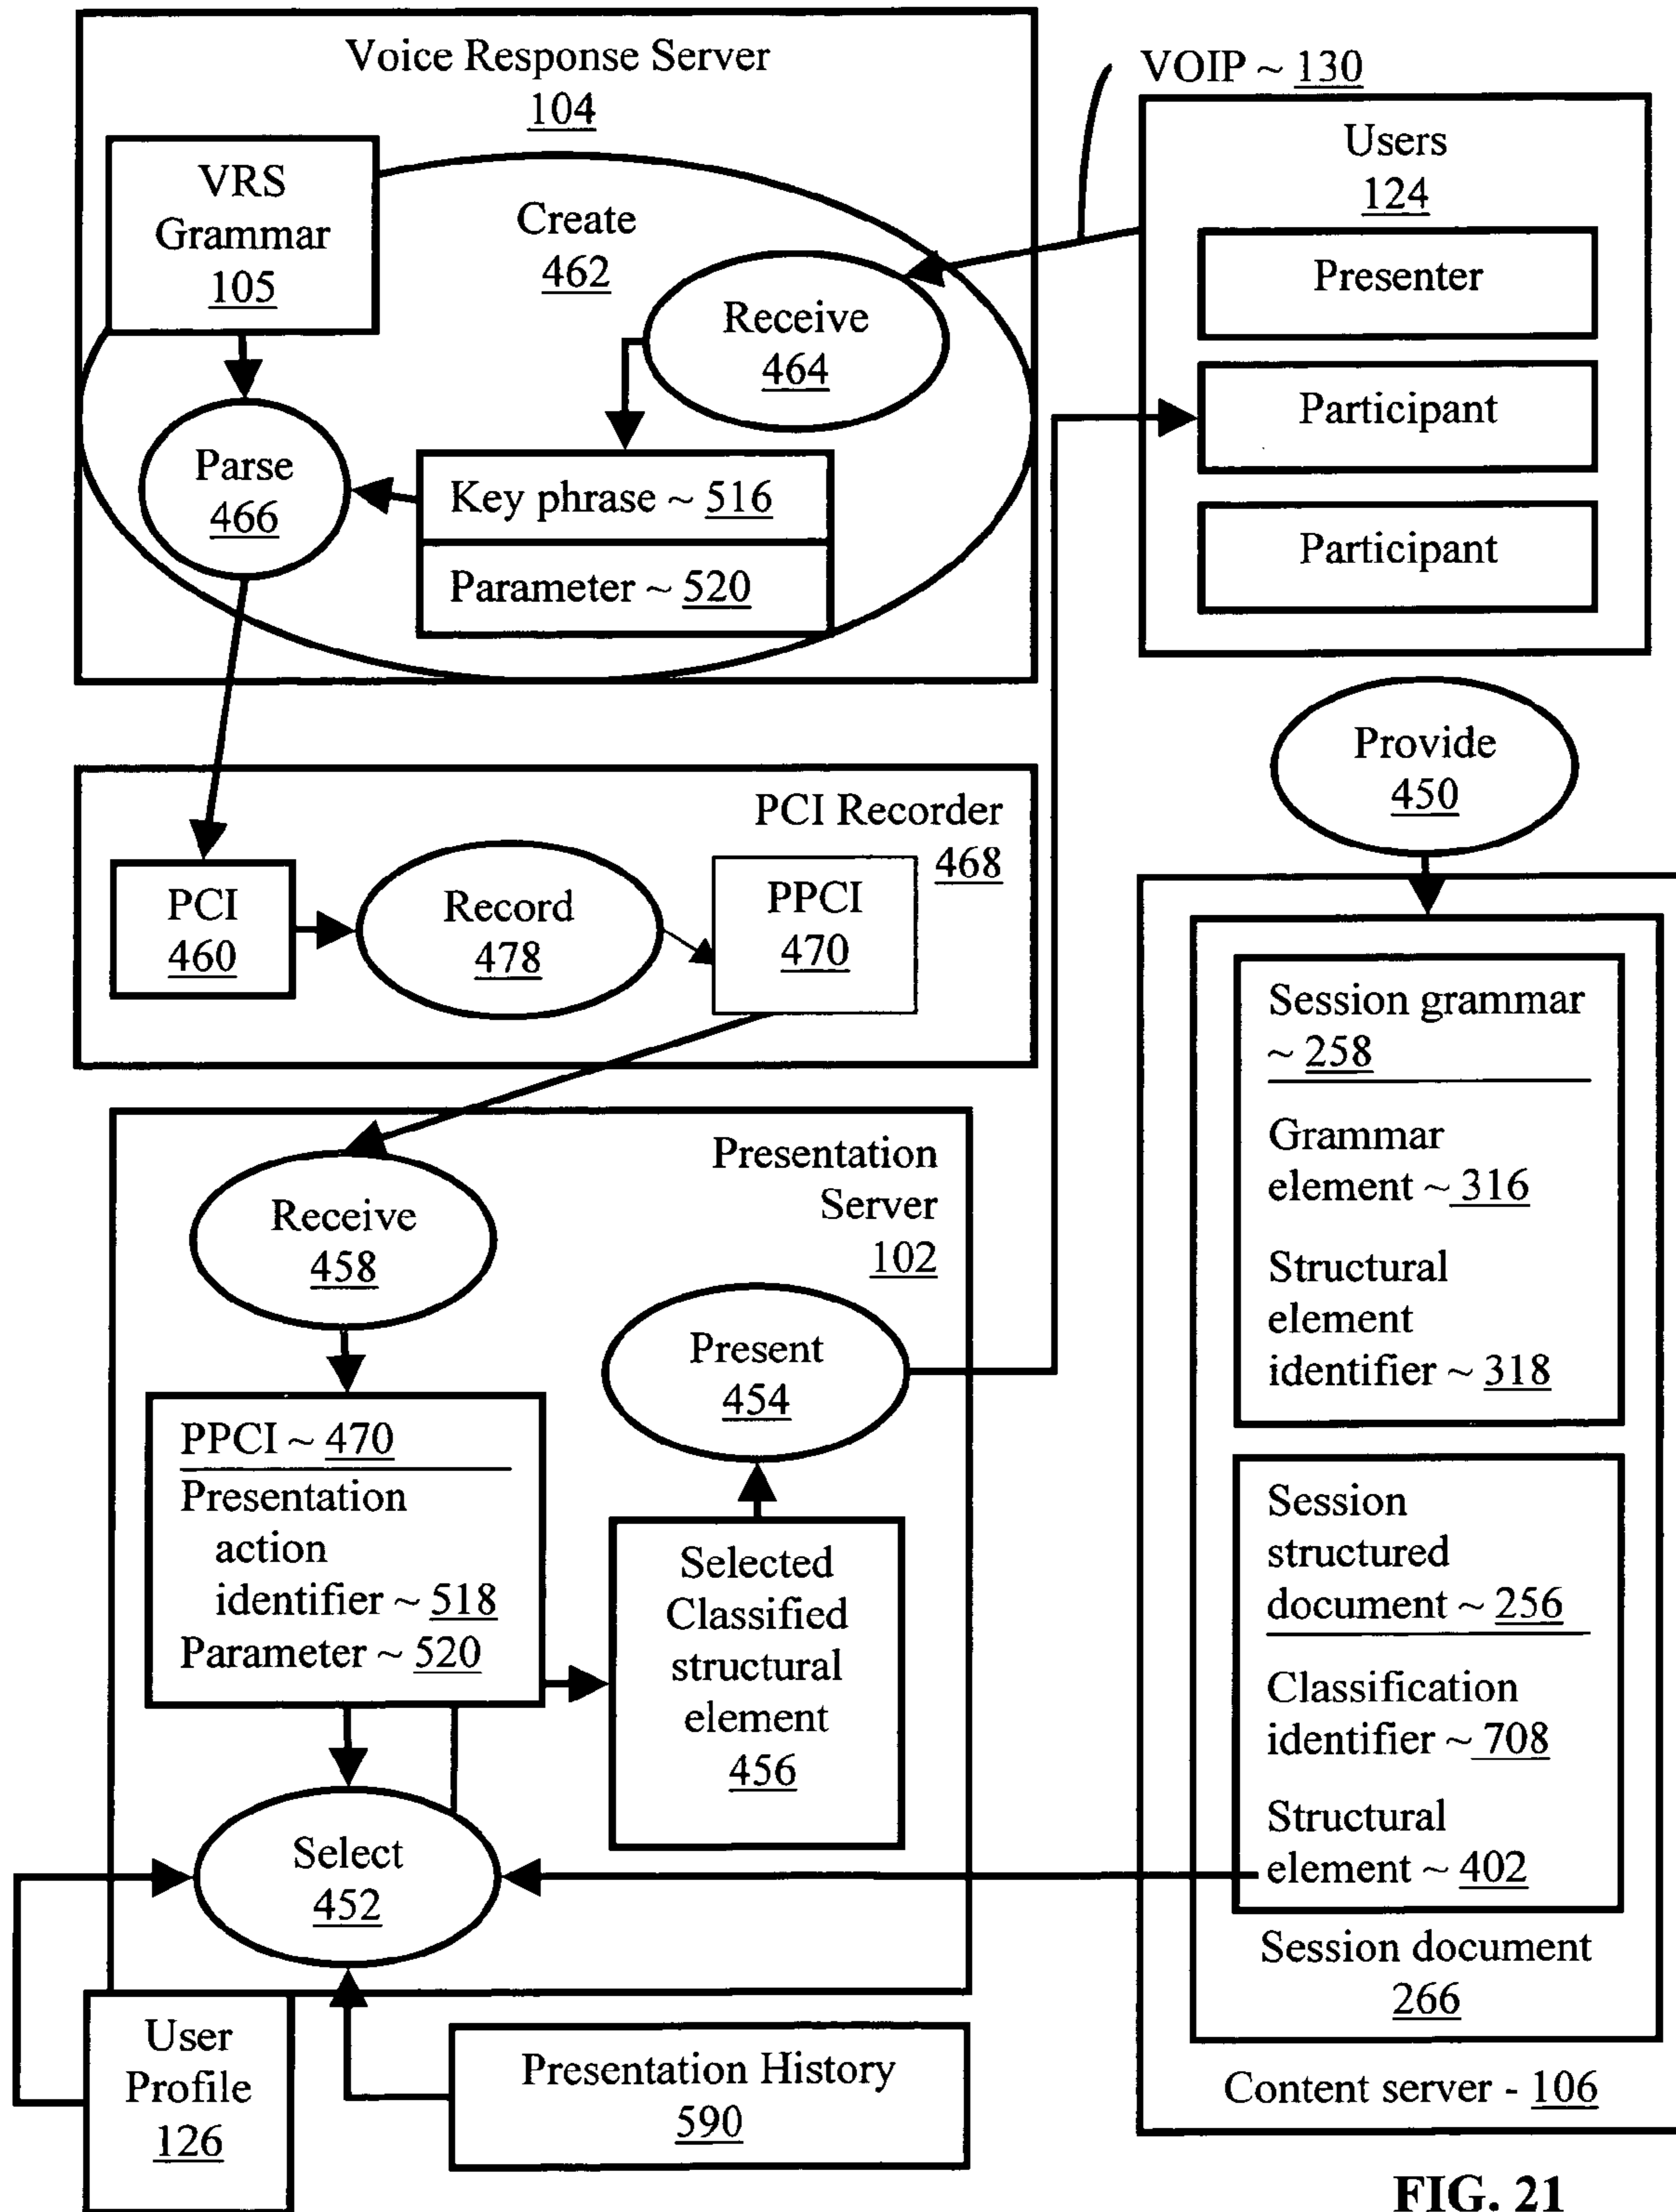 Voice Response Server
104
VRS
Grammar
105
Create
462
Receive
464
Parse
466
Key phrase ~ 516
Parameter ~ 520
VOIP ~ 130
Users
124
Presenter
Participant
Participant
Provide
450
PCI Recorder
468
PCI
460
Record
478
PPCI
470
Presentation
Server
102
Receive
458
PPCI ~ 470
Presentation
action
identifier ~ 518
Parameter ~ 520
Present
454
Selected
Classified
structural
element
456
Select
452
User
Profile
126
Presentation History
590
Session grammar
~ 258
Grammar
element ~ 316
Structural
element
identifier ~ 318
Session
structured
document ~ 256
Classification
identifier ~ 708
Structural
element ~ 402
Session document
266
Content server - 106
FIG. 21